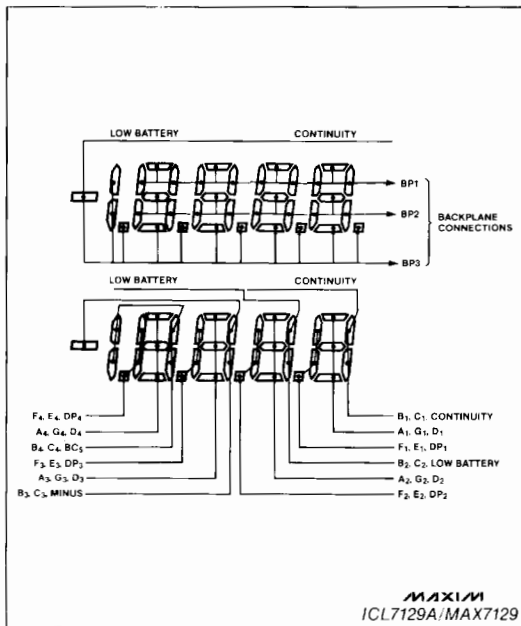 LOW BATTERY CONTINUITY
BP1
BP2
BACKPLANE
CONNECTIONS
BP3
LOW BATTERY CONTINUITY
F4, E4, DP4
A4, G4, D4
B4, C4, BC5
F3, E3, DP3
A3, G3, D3
B3, C3, MINUS
B1, C1, CONTINUITY
A1, G1, D1
F1, E1, DP1
B2, C2, LOW BATTERY
A2, G2, D2
F2, E2, DP2
MAXIM
ICL7129A/MAX7129